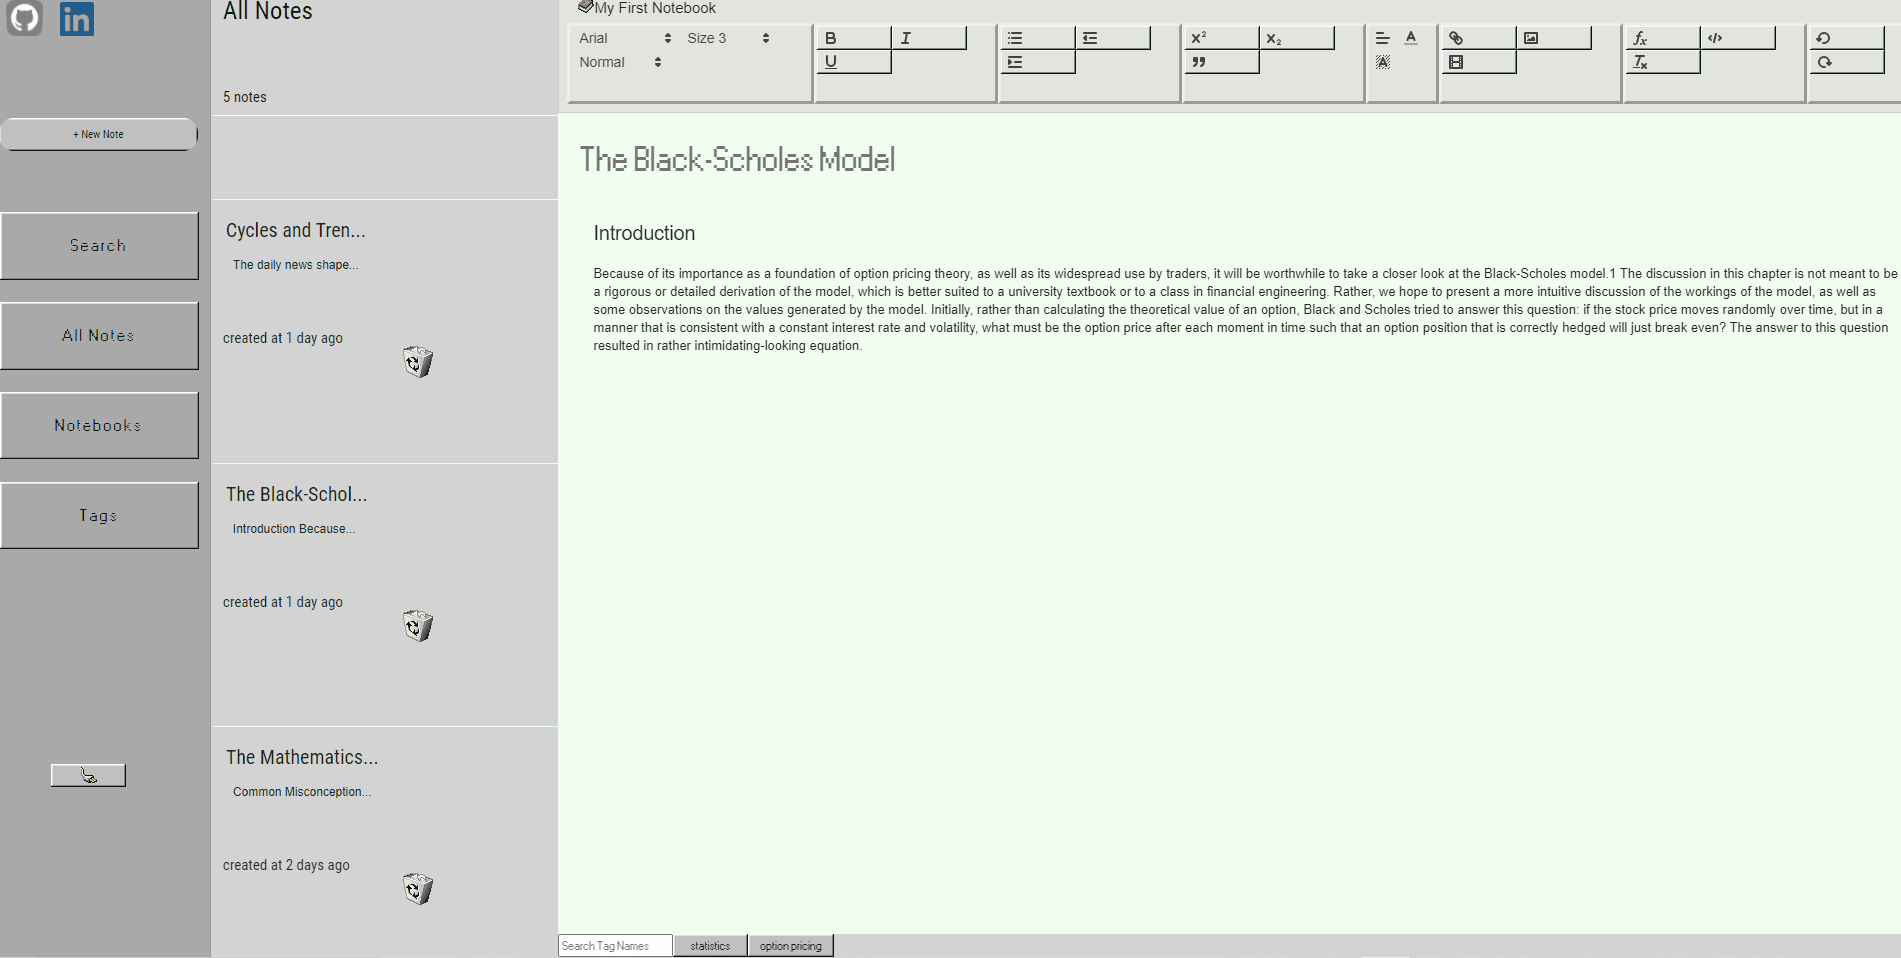 in
All Notes
5 notes
+ New Note
Search
All Notes
Notebooks
Tags
Cycles and Tren...
The daily news shape...
created at 1 day ago
The Black-Schol...
Introduction Because...
created at 1 day ago
The Mathematics...
Common Misconception...
created at 2 days ago
My First Notebook
Arial Size 3
Normal
B I
U
x² x₂
A
A
fx </>
Tx
The Black-Scholes Model
Introduction
Because of its importance as a foundation of option pricing theory, as well as its widespread use by traders, it will be worthwhile to take a closer look at the Black-Scholes model.1 The discussion in this chapter is not meant to be
a rigorous or detailed derivation of the model, which is better suited to a university textbook or to a class in financial engineering. Rather, we hope to present a more intuitive discussion of the workings of the model, as well as
some observations on the values generated by the model. Initially, rather than calculating the theoretical value of an option, Black and Scholes tried to answer this question: if the stock price moves randomly over time, but in a
manner that is consistent with a constant interest rate and volatility, what must be the option price after each moment in time such that an option position that is correctly hedged will just break even? The answer to this question
resulted in rather intimidating-looking equation.
Search Tag Names statistics option pricing